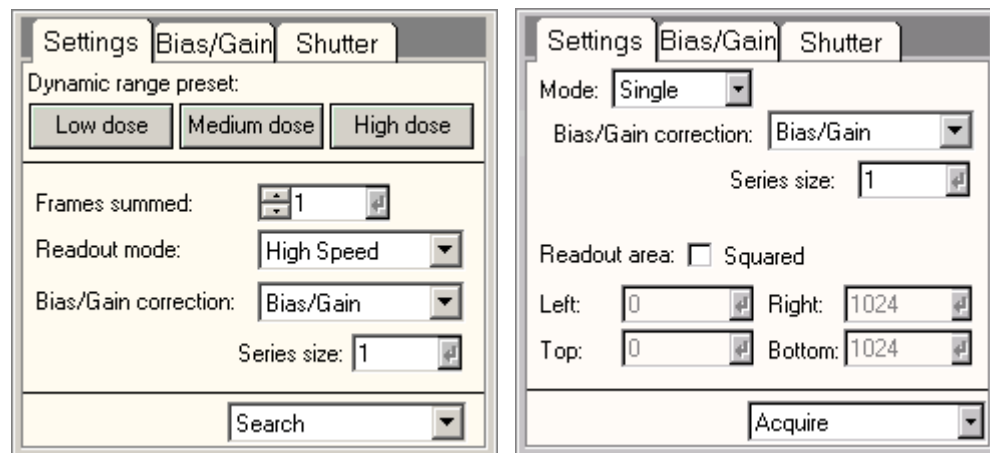 Settings Bias/Gain Shutter
Dynamic range preset:
Low dose Medium dose High dose
Frames summed: 1
Readout mode: High Speed
Bias/Gain correction: Bias/Gain
Series size: 1
Search
Settings Bias/Gain Shutter
Mode: Single
Bias/Gain correction: Bias/Gain
Series size: 1
Readout area: Squared
Left: 0 Right: 1024
Top: 0 Bottom: 1024
Acquire